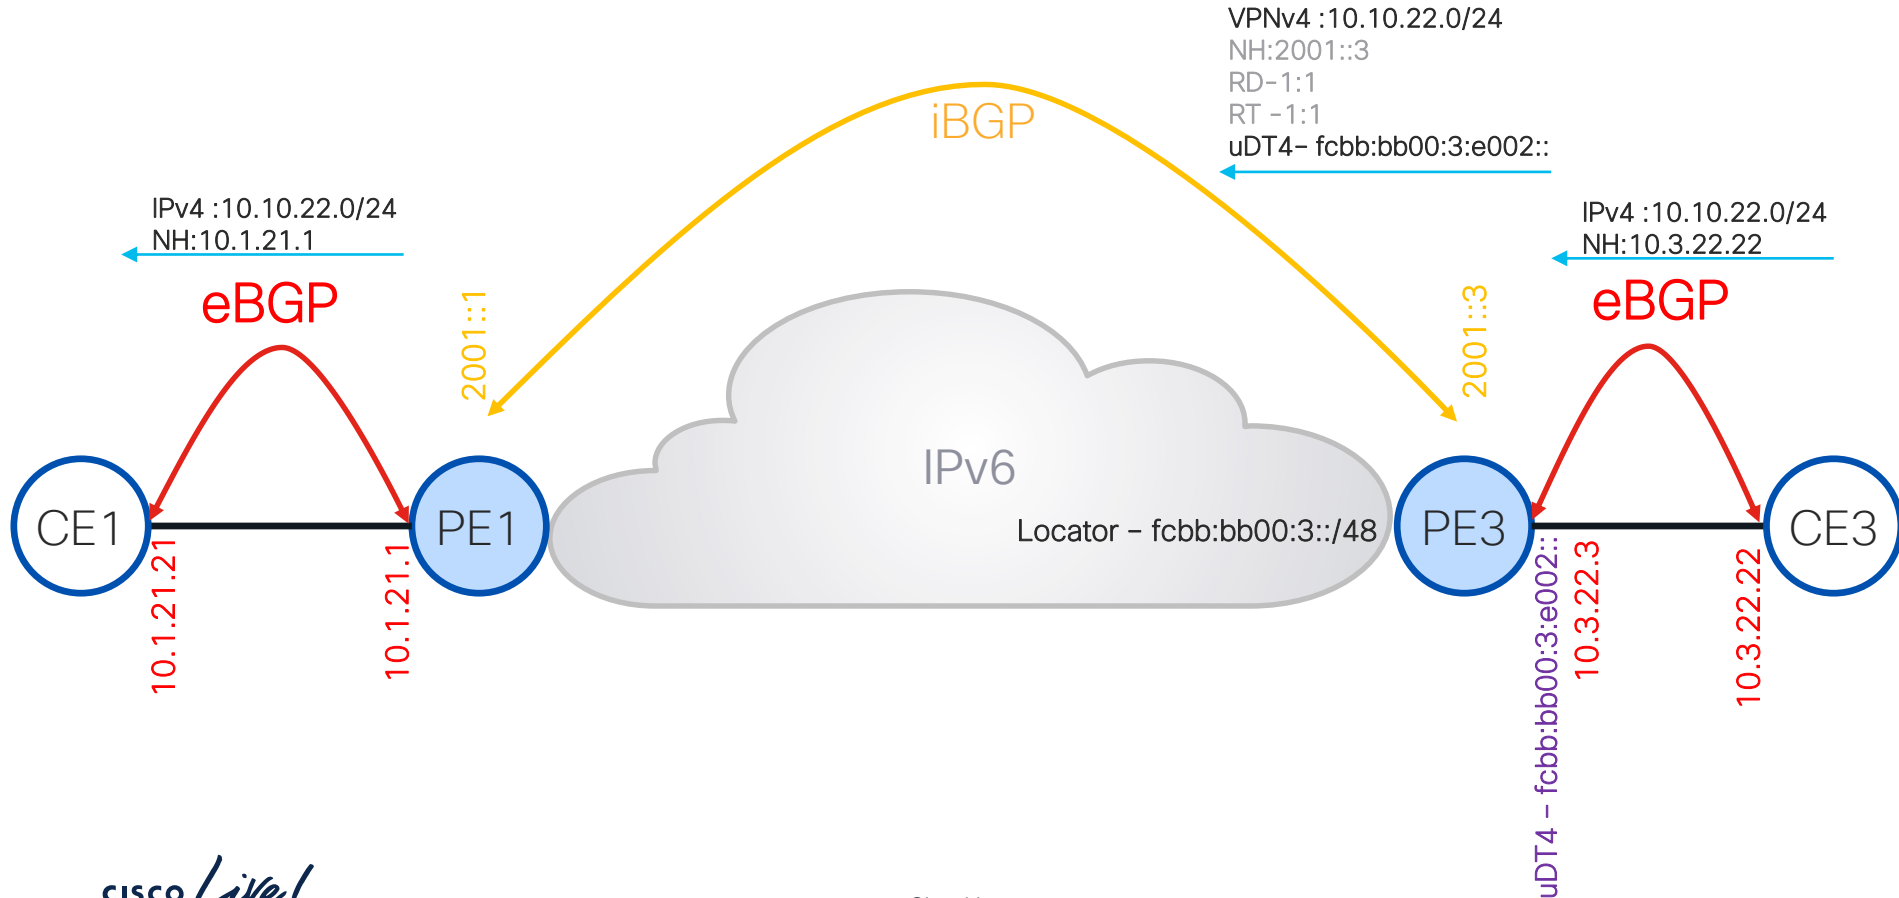 VPNv4 :10.10.22.0/24
NH:2001::3
RD-1:1
RT -1:1
uDT4- fcbb:bb00:3:e002::
iBGP
IPv4 :10.10.22.0/24
NH:10.1.21.1
eBGP
IPv4 :10.10.22.0/24
NH:10.3.22.22
eBGP
2001::1
2001::3
IPv6
Locator - fcbb:bb00:3::/48
CE1
PE1
PE3
CE3
10.1.21.21
10.1.21.1
uDT4 - fcbb:bb00:3:e002::
10.3.22.3
10.3.22.22
cisco Live!